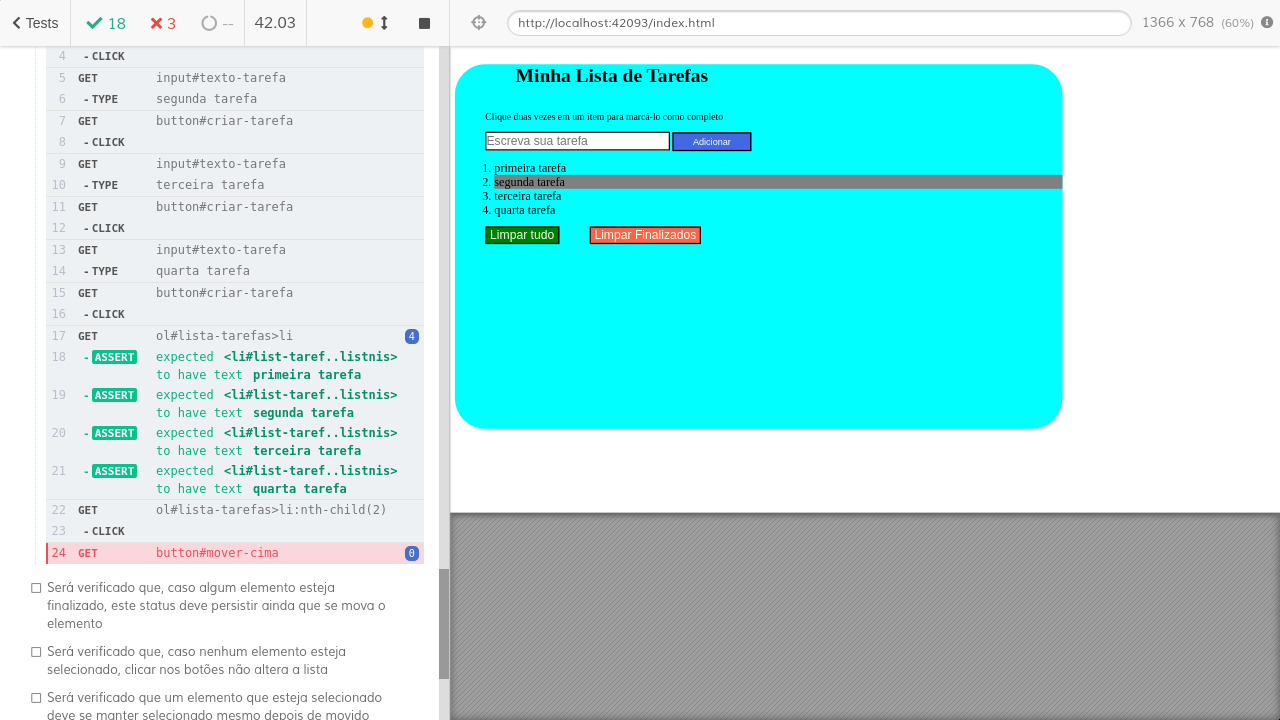 Tests
18
3
--
42.03
http://localhost:42093/index.html
1366 x 768 (60%)
4 - CLICK
5 GET input#texto-tarefa
6 - TYPE segunda tarefa
7 GET button#criar-tarefa
8 - CLICK
9 GET input#texto-tarefa
10 - TYPE terceira tarefa
11 GET button#criar-tarefa
12 - CLICK
13 GET input#texto-tarefa
14 - TYPE quarta tarefa
15 GET button#criar-tarefa
16 - CLICK
17 GET ol#lista-tarefas>li 4
18 - ASSERT expected <li#list-taref..listnis>
to have text primeira tarefa
19 - ASSERT expected <li#list-taref..listnis>
to have text segunda tarefa
20 - ASSERT expected <li#list-taref..listnis>
to have text terceira tarefa
21 - ASSERT expected <li#list-taref..listnis>
to have text quarta tarefa
22 GET ol#lista-tarefas>li:nth-child(2)
23 - CLICK
24 GET button#mover-cima 0
Será verificado que, caso algum elemento esteja
finalizado, este status deve persistir ainda que se mova o
elemento
Será verificado que, caso nenhum elemento esteja
selecionado, clicar nos botões não altera a lista
Será verificado que um elemento que esteja selecionado
deve se manter selecionado mesmo depois de movido
Minha Lista de Tarefas
Clique duas vezes em um item para marcá-lo como completo
Escreva sua tarefa
Adicionar
1. primeira tarefa
2. segunda tarefa
3. terceira tarefa
4. quarta tarefa
Limpar tudo
Limpar Finalizados